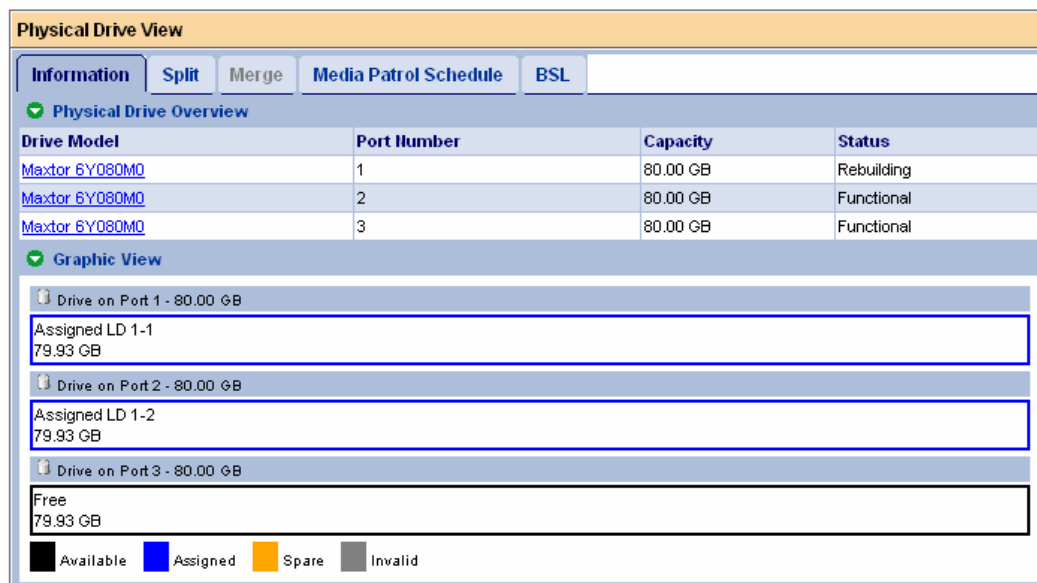 Physical Drive View
Information Split Merge Media Patrol Schedule BSL
Physical Drive Overview
Drive Model Port Number Capacity Status
Maxtor 6Y080M0 1 80.00 GB Rebuilding
Maxtor 6Y080M0 2 80.00 GB Functional
Maxtor 6Y080M0 3 80.00 GB Functional
Graphic View
Drive on Port 1 - 80.00 GB
Assigned LD 1-1
79.93 GB
Drive on Port 2 - 80.00 GB
Assigned LD 1-2
79.93 GB
Drive on Port 3 - 80.00 GB
Free
79.93 GB
Available Assigned Spare Invalid